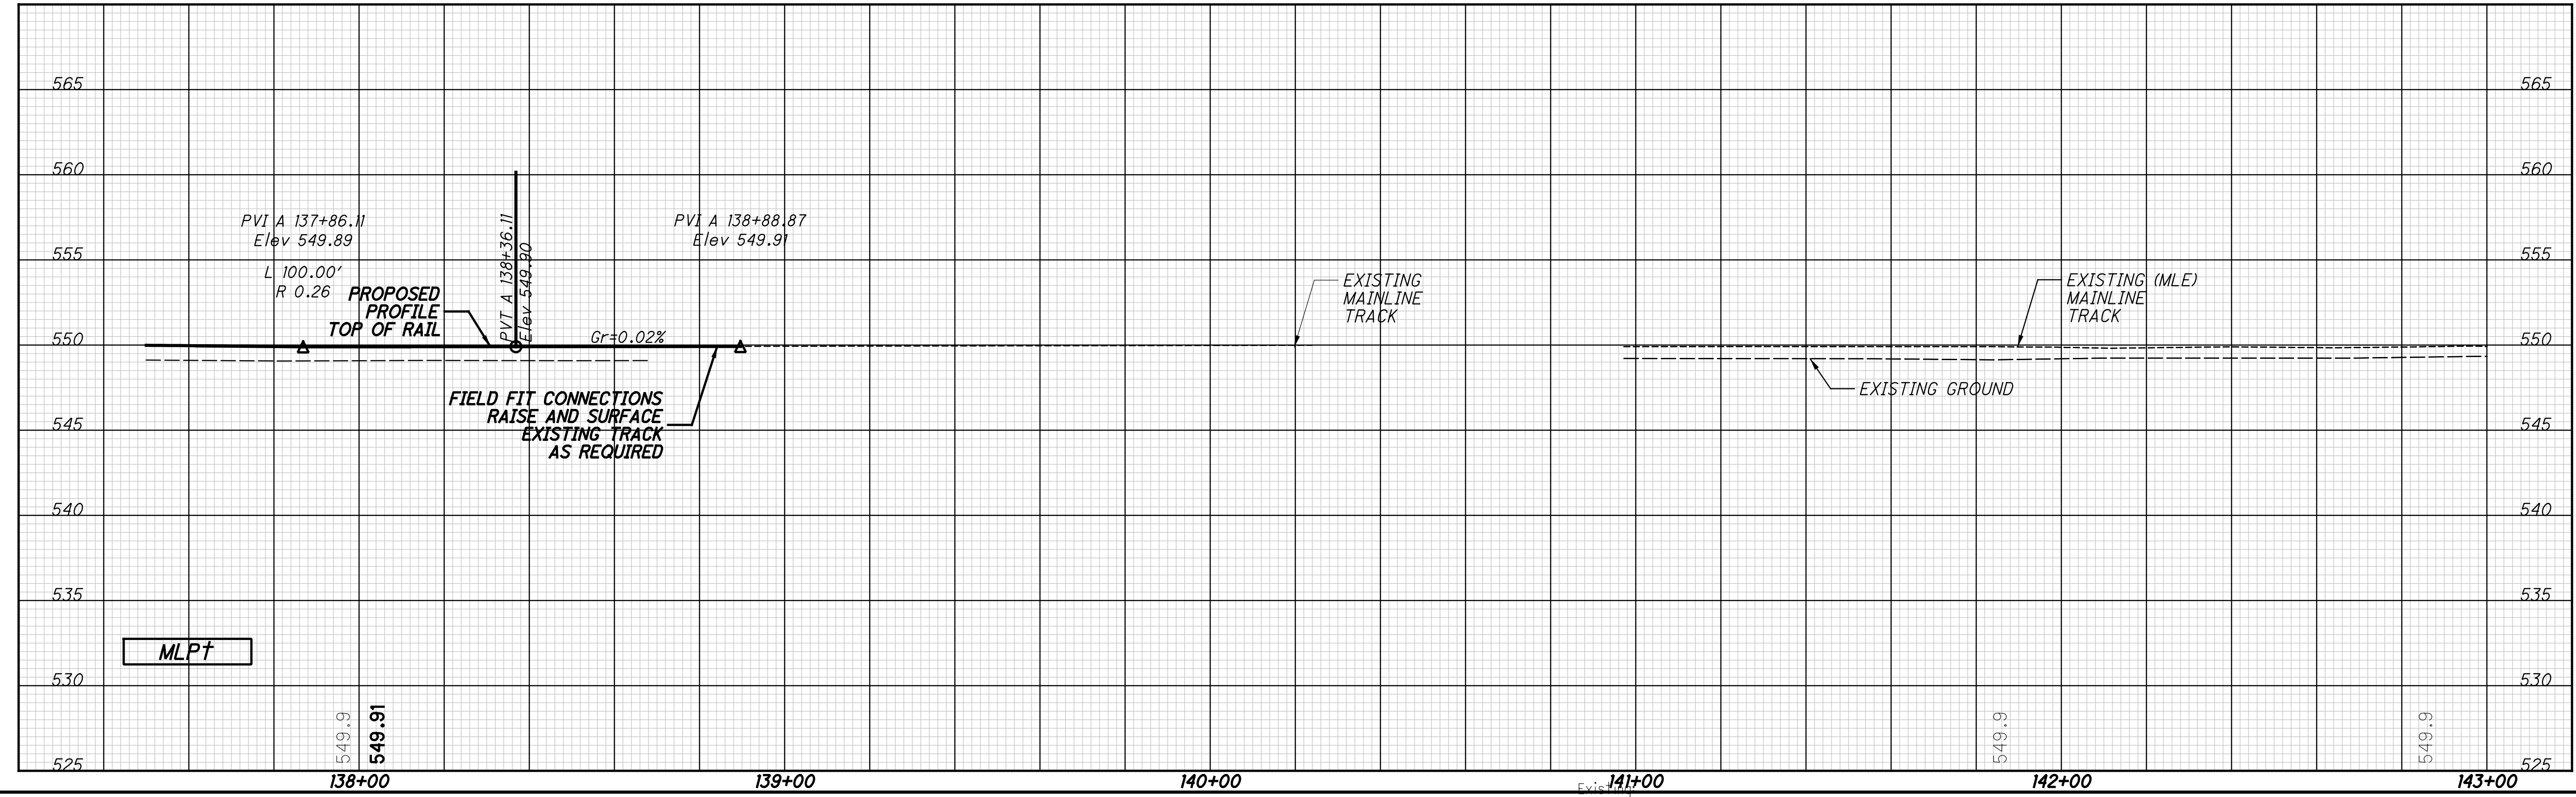 565
565
560
560
PVI A 137+86.11
Elev 549.89
L 100.00'
R 0.26
PVT A 138+36.11
Elev 549.90
PVI A 138+88.87
Elev 549.91
555
555
PROPOSED
PROFILE
TOP OF RAIL
EXISTING
MAINLINE
TRACK
EXISTING (MLE)
MAINLINE
TRACK
550
Gr=0.02%
550
FIELD FIT CONNECTIONS
RAISE AND SURFACE
EXISTING TRACK
AS REQUIRED
EXISTING GROUND
545
545
540
540
535
535
MLP†
530
530
549.9
549.91
549.9
549.9
525
525
138+00
139+00
140+00
141+00
142+00
143+00
Existing